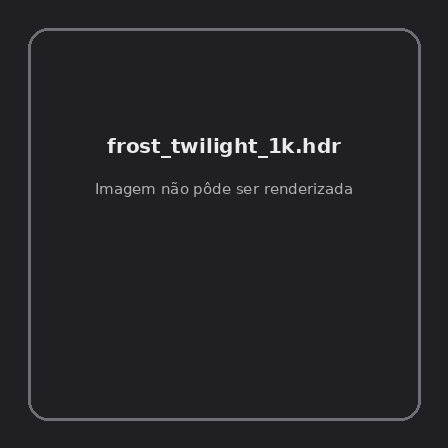 frost_twilight_1k.hdr
Imagem não pôde ser renderizada